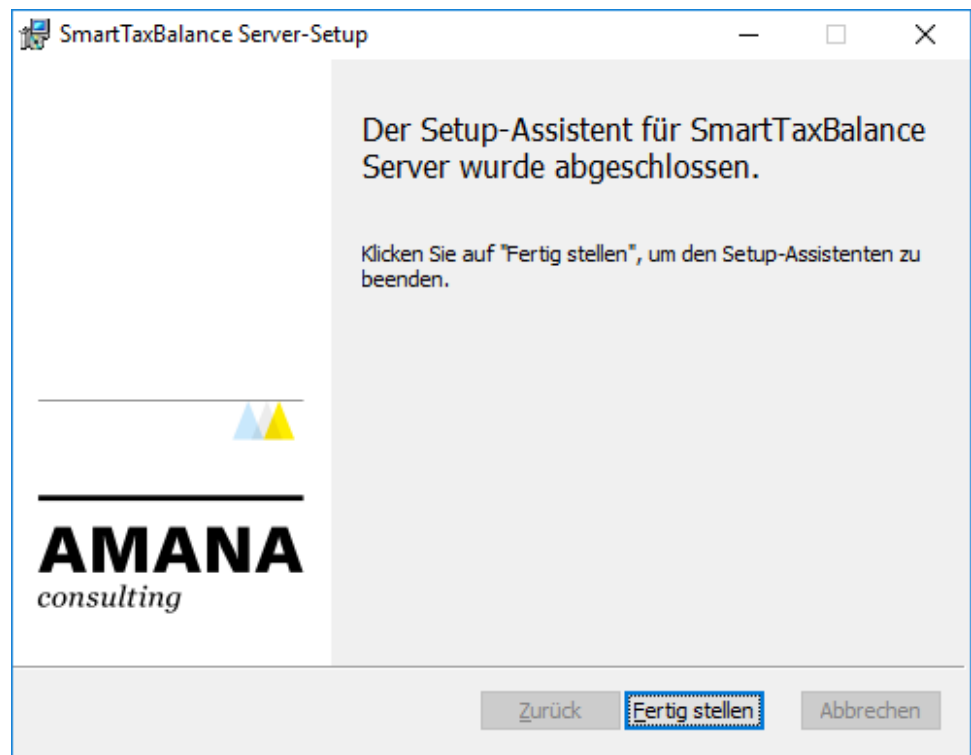 SmartTaxBalance Server-Setup
Der Setup-Assistent für SmartTaxBalance
Server wurde abgeschlossen.
Klicken Sie auf "Fertig stellen", um den Setup-Assistenten zu
beenden.
AMANA
consulting
Zurück Fertig stellen Abbrechen